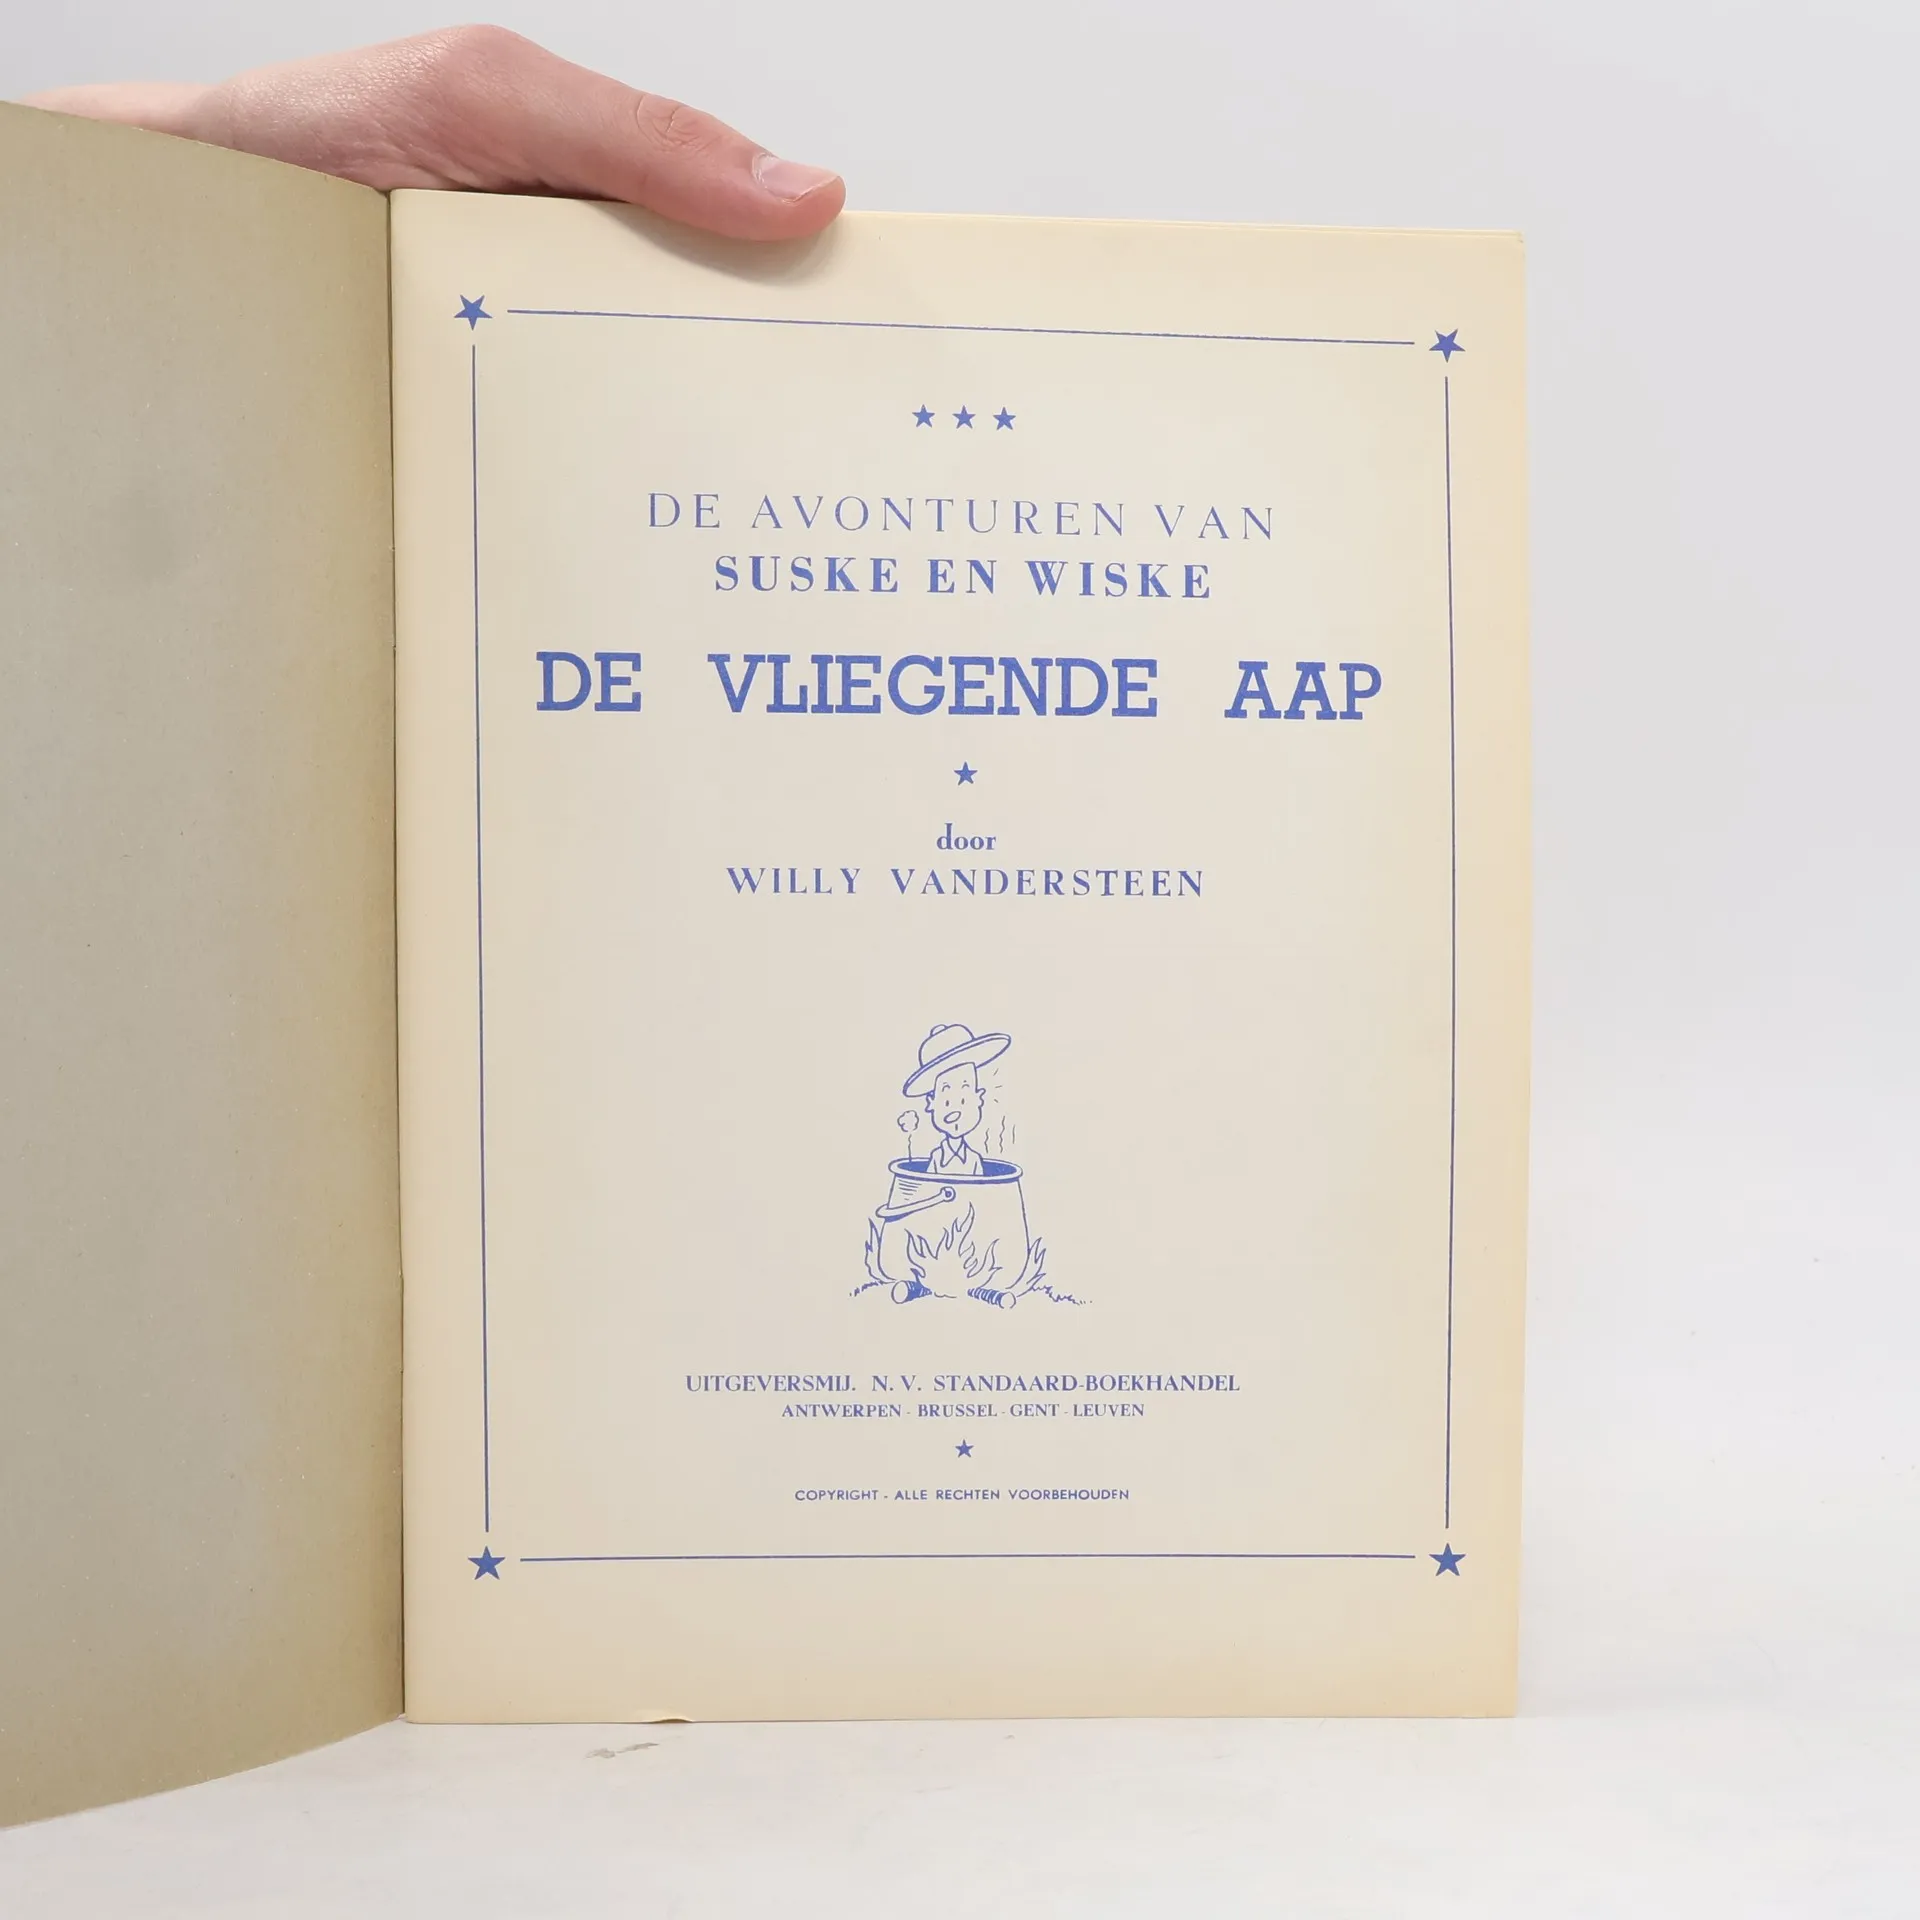 DE AVONTUREN VAN
SUSKE EN WISKE
DE VLIEGENDE AAP
door
WILLY VANDERSTEEN
UITGEVERSMIJ. N.V. STANDAARD-BOEKHANDEL
ANTWERPEN - BRUSSEL - GENT - LEUVEN
COPYRIGHT - ALLE RECHTEN VOORBEHOUDEN